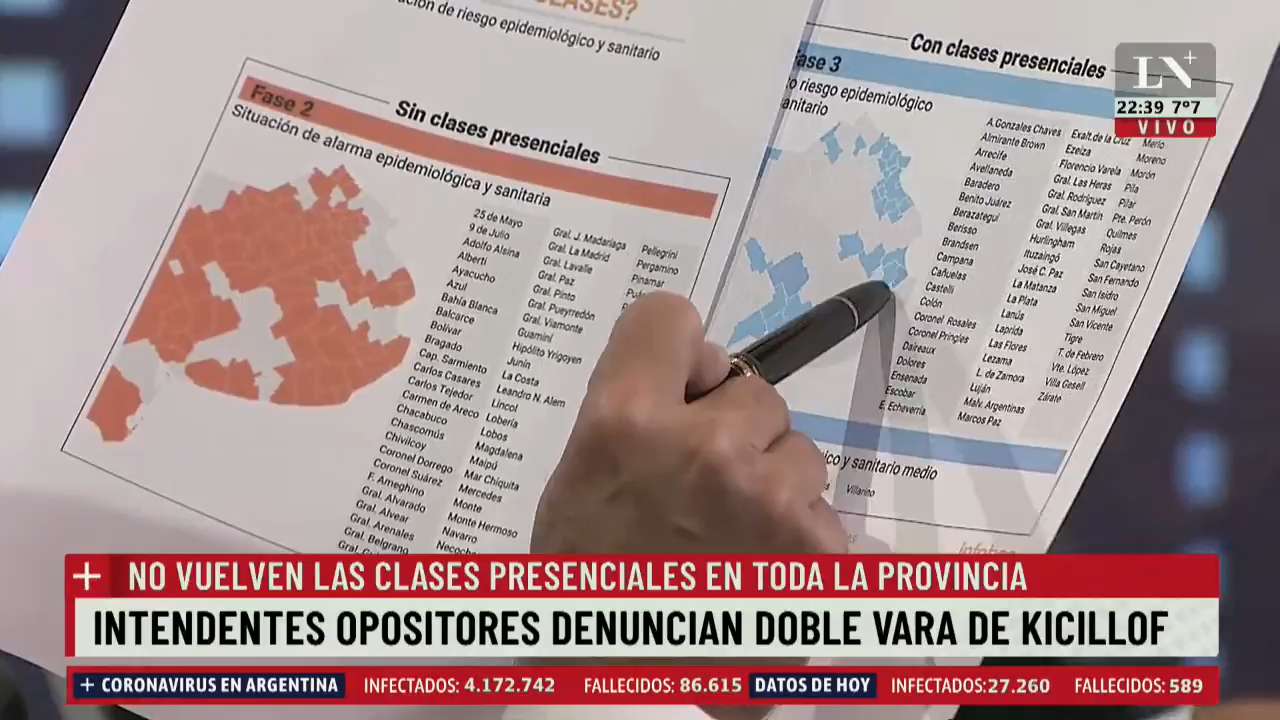 CLASES?
ción de riesgo epidemiológico y sanitario
Fase 2
Sin clases presenciales
Situación de alarma epidemiológica y sanitaria
25 de Mayo
9 de Julio
Adolfo Alsina
Alberti
Ayacucho
Azul
Bahía Blanca
Balcarce
Bolívar
Bragado
Cap. Sarmiento
Carlos Casares
Carlos Tejedor
Carmen de Areco
Chacabuco
Chascomús
Chivilcoy
Coronel Dorrego
Coronel Suárez
F. Ameghino
Gral. Alvarado
Gral. Alvear
Gral. Arenales
Gral. Belgrano
Gral. J. Madariaga
Gral. La Madrid
Gral. Lavalle
Gral. Paz
Gral. Pinto
Gral. Pueyrredón
Gral. Viamonte
Guaminí
Hipólito Yrigoyen
Junín
La Costa
Leandro N. Alem
Lincol
Lobería
Lobos
Magdalena
Maipú
Mar Chiquita
Mercedes
Monte
Monte Hermoso
Navarro
Necoche
Pellegrini
Pergamino
Pinamar
Con clases presenciales
Fase 3
o riesgo epidemiológico
anitario
A.Gonzales Chaves
Almirante Brown
Arrecife
Avellaneda
Baradero
Benito Juárez
Berazategui
Berisso
Brandsen
Campana
Cañuelas
Castelli
Colón
Coronel Rosales
Coronel Pringles
Daireaux
Dolores
Ensenada
Escobar
E. Echeverría
Exalt.de la Cruz
Ezeiza
Florencio Varela
Gral. Las Heras
Gral. Rodríguez
Gral. San Martín
Gral. Villegas
Hurlingham
Ituzaingó
José C. Paz
La Matanza
La Plata
Lanús
Laprida
Las Flores
Lezama
L. de Zamora
Luján
Malv. Argentinas
Marcos Paz
Merlo
Moreno
Morón
Pila
Pilar
Pte. Perón
Quilmes
Rojas
San Cayetano
San Fernando
San Isidro
San Miguel
San Vicente
Tigre
T. de Febrero
Vte. López
Villa Gesell
Zárate
ico y sanitario medio
Villarino
LN+
22:39 7°7
VIVO
+ NO VUELVEN LAS CLASES PRESENCIALES EN TODA LA PROVINCIA
INTENDENTES OPOSITORES DENUNCIAN DOBLE VARA DE KICILLOF
+ CORONAVIRUS EN ARGENTINA INFECTADOS: 4.172.742 FALLECIDOS: 86.615 DATOS DE HOY INFECTADOS:27.260 FALLECIDOS: 589